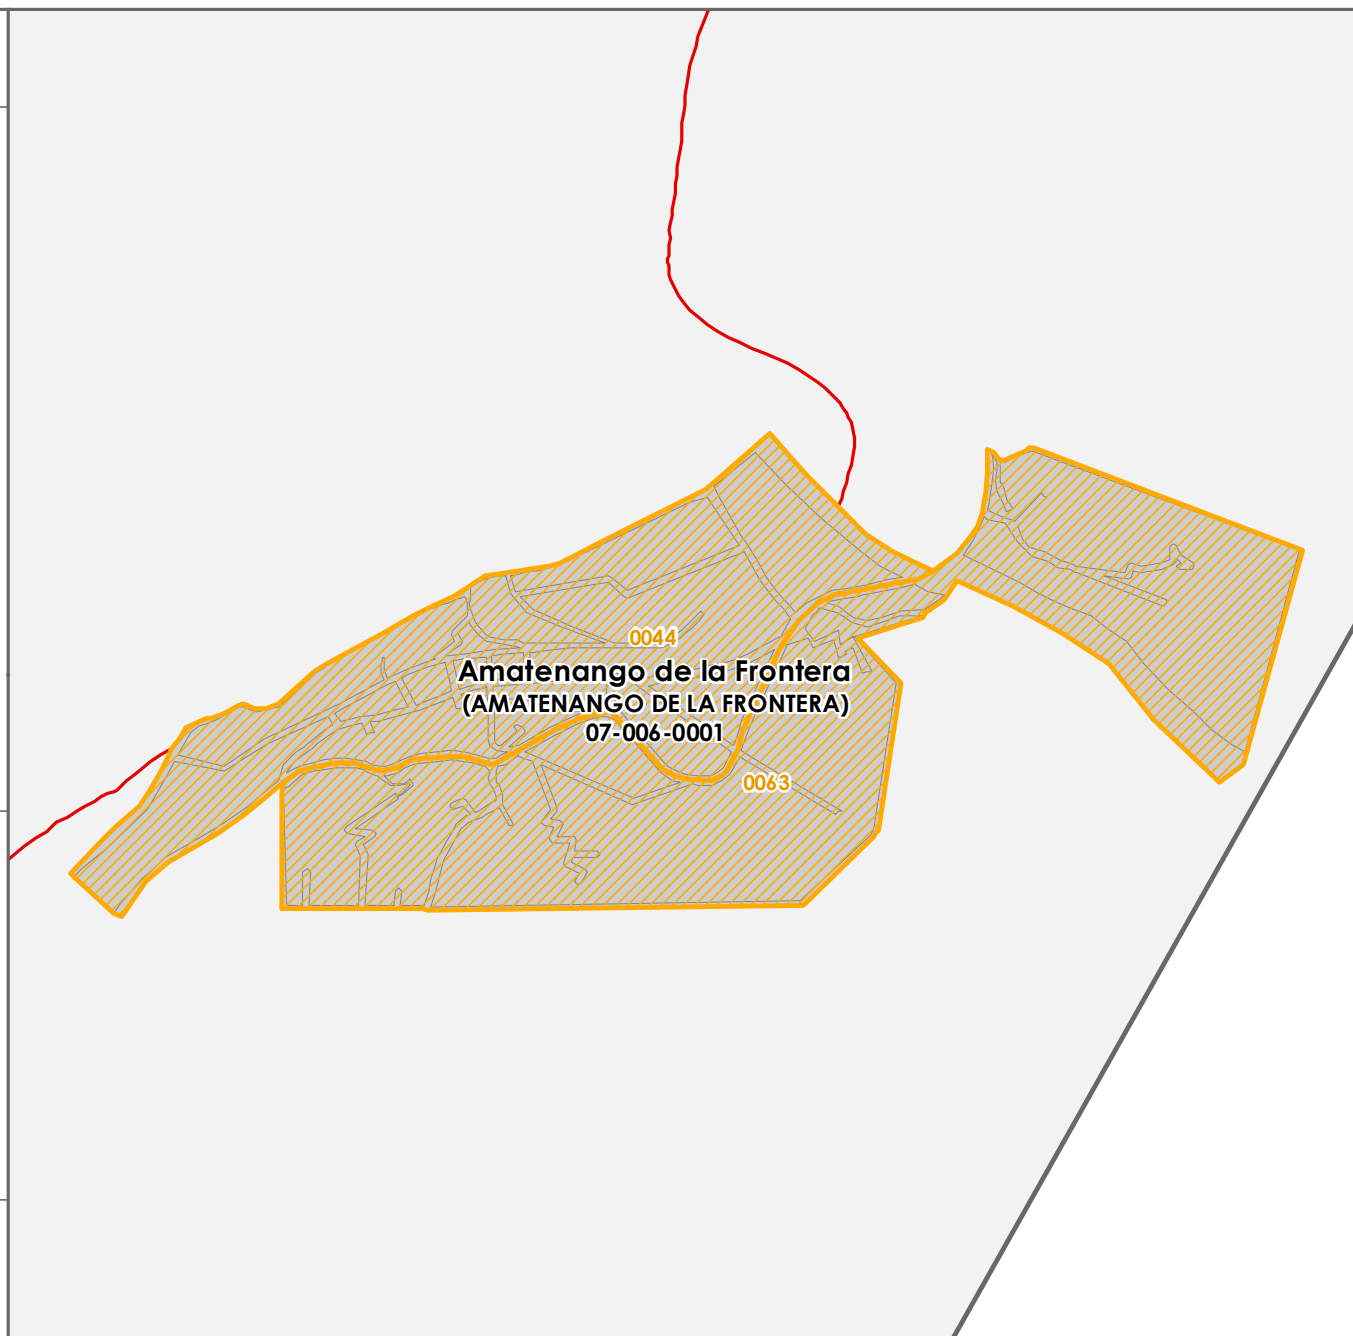 0044
Amatenango de la Frontera
(AMATENANGO DE LA FRONTERA)
07-006-0001
0063